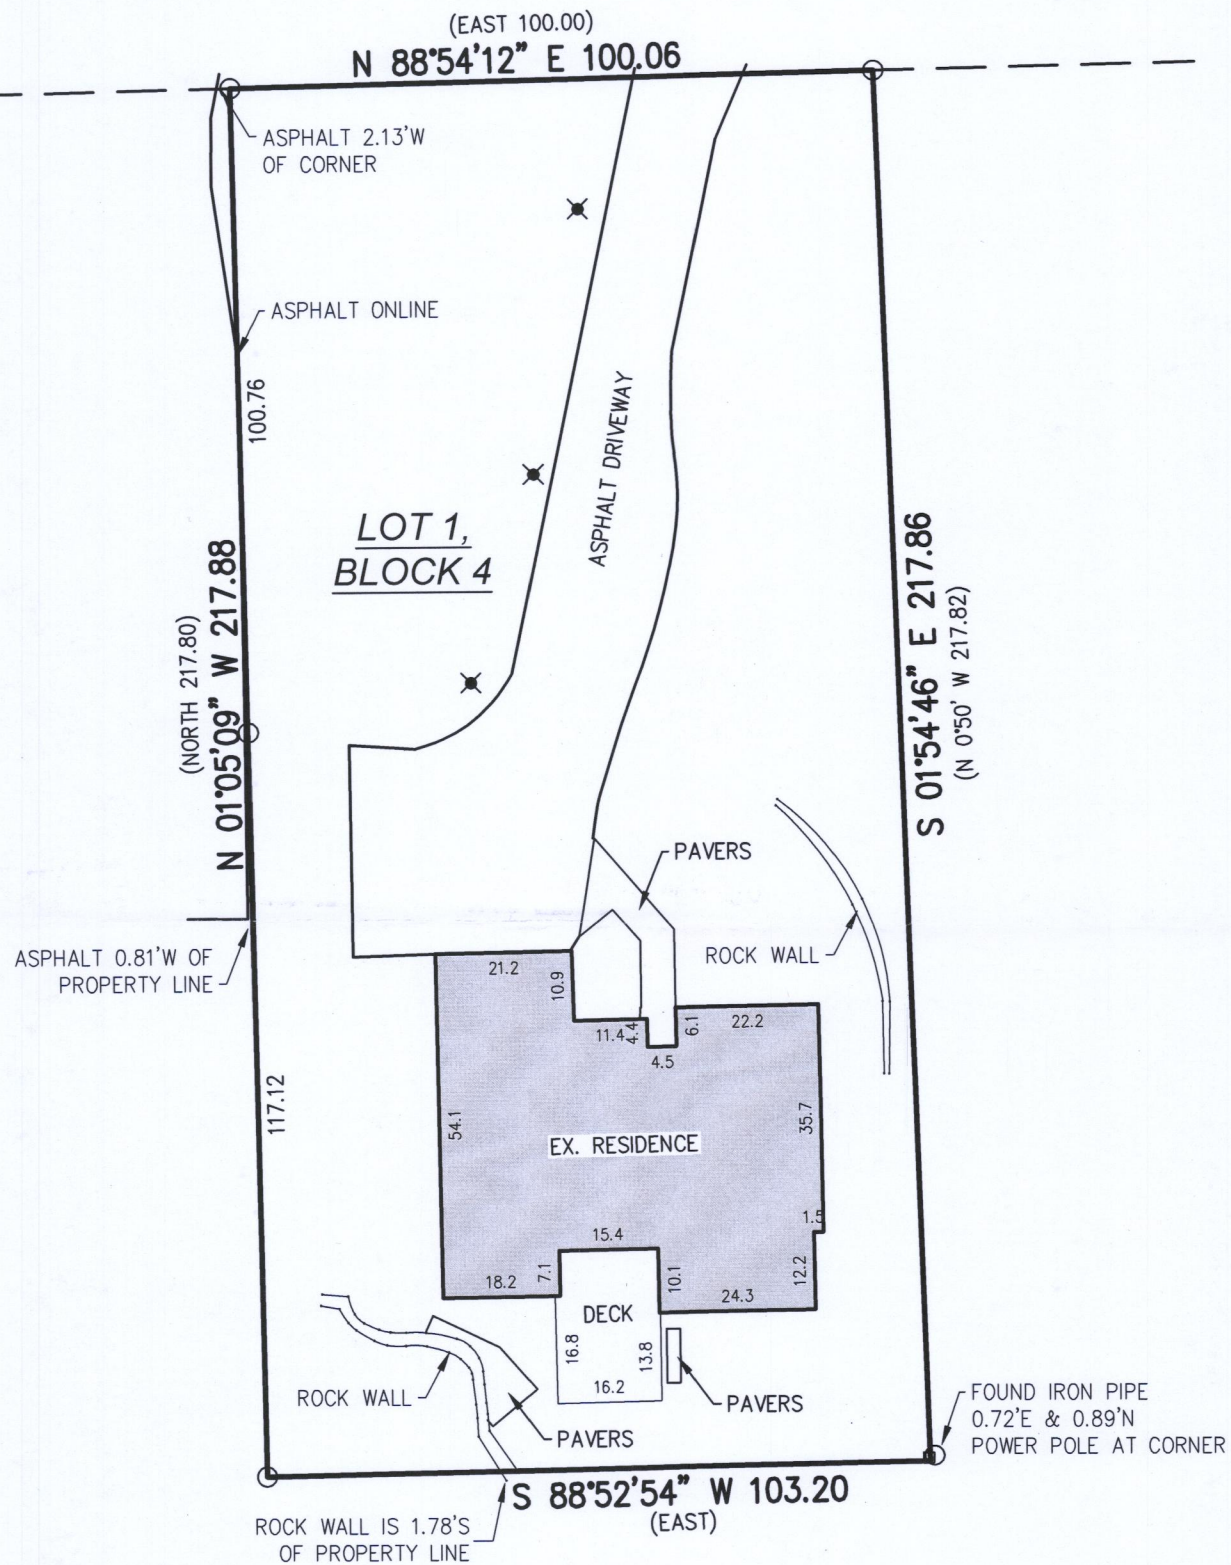 (EAST 100.00)
N 88°54'12" E 100.06
ASPHALT 2.13'W
OF CORNER
ASPHALT ONLINE
100.76
ASPHALT DRIVEWAY
LOT 1,
BLOCK 4
(NORTH 217.80)
N 01°05'09" W 217.88
S 01°54'46" E 217.86
(N 0°50' W 217.82)
PAVERS
ROCK WALL
ASPHALT 0.81'W OF
PROPERTY LINE
21.2
10.9
11.4
4.4
4.5
6.1
22.2
117.12
54.1
EX. RESIDENCE
35.7
1.5
15.4
18.2
7.1
10.1
24.3
12.2
DECK
16.8
13.8
16.2
ROCK WALL
PAVERS
PAVERS
FOUND IRON PIPE
0.72'E & 0.89'N
POWER POLE AT CORNER
S 88°52'54" W 103.20
(EAST)
ROCK WALL IS 1.78'S
OF PROPERTY LINE